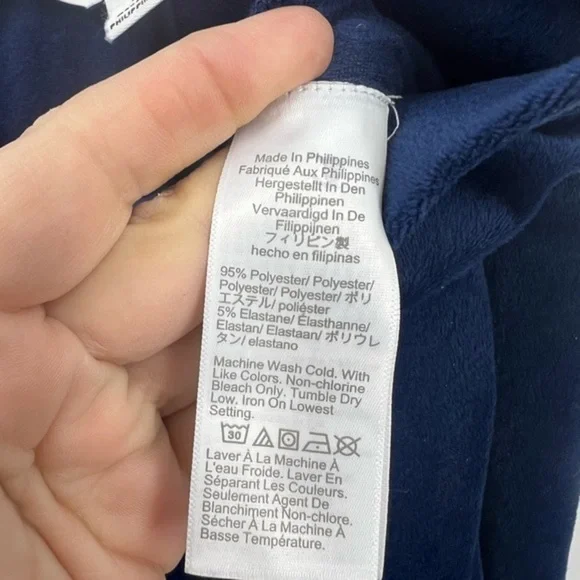 PHILIPPIN
Made In Philippines
Fabriqué Aux Philippines
Hergestellt In Den
Philippinen
Vervaardigd In De
Filippijnen
フィリピン製
hecho en filipinas
95% Polyester/ Polyester/
Polyester/ Polyester/ ポリ
エステル/ poliéster
5% Elastane/ Élasthanne/
Elastan/ Elastaan/ ポリウレ
タン/ elastano
Machine Wash Cold, With
Like Colors. Non-chlorine
Bleach Only. Tumble Dry
Low. Iron On Lowest
Setting.
30
Laver À La Machine À
L'eau Froide. Laver En
Séparant Les Couleurs.
Seulement Agent De
Blanchiment Non-chlore.
Sécher À La Machine À
Basse Température.